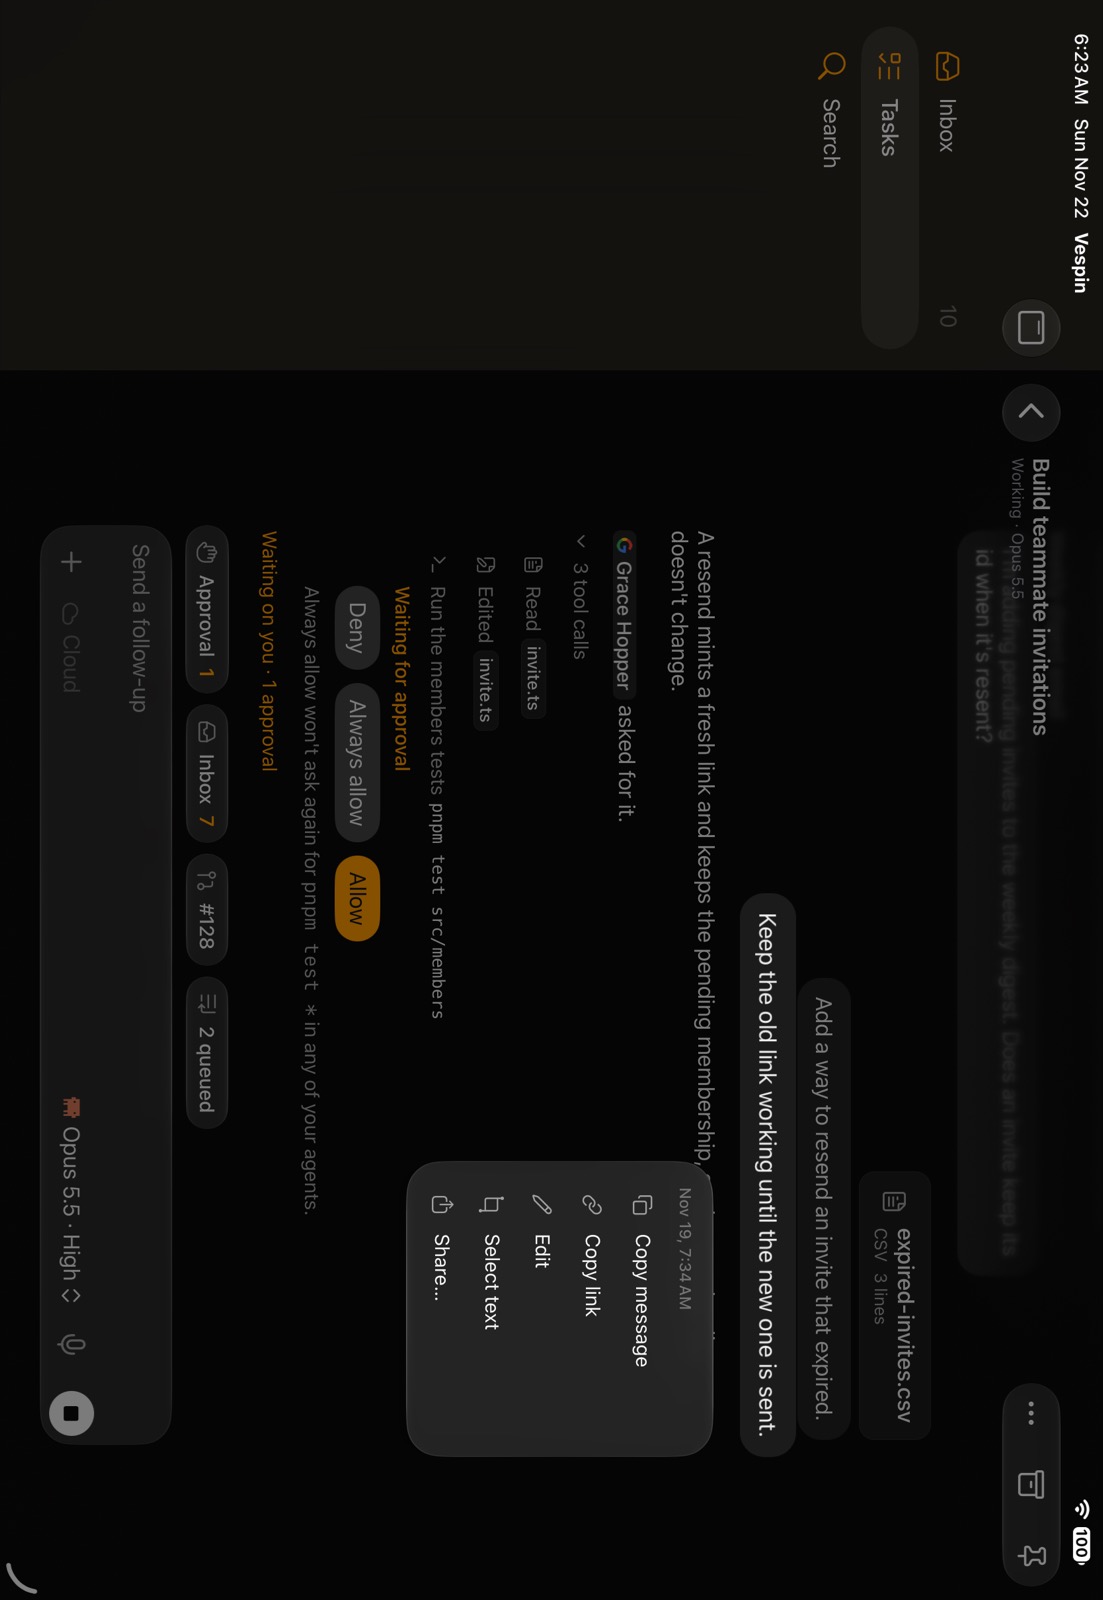 6:23 AM Sun Nov 22 Vespin
100
Inbox 10
Tasks
Search
Build teammate invitations
Working · Opus 5.5
I'm adding pending invites to the weekly digest. Does an invite keep its
id when it's resent?
expired-invites.csv
CSV 3 lines
Add a way to resend an invite that expired.
Keep the old link working until the new one is sent.
A resend mints a fresh link and keeps the pending membership,
doesn't change.
Grace Hopper asked for it.
3 tool calls
Read invite.ts
Edited invite.ts
Run the members tests pnpm test src/members
Waiting for approval
Deny Always allow Allow
Always allow won't ask again for pnpm test * in any of your agents.
Waiting on you · 1 approval
Nov 19, 7:34 AM
Copy message
Copy link
Edit
Select text
Share...
Approval 1 Inbox 7 #128 2 queued
Send a follow-up
Cloud Opus 5.5 · High